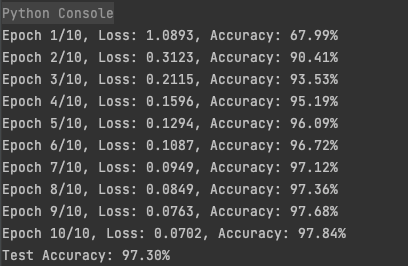 Python Console
Epoch 1/10, Loss: 1.0893, Accuracy: 67.99%
Epoch 2/10, Loss: 0.3123, Accuracy: 90.41%
Epoch 3/10, Loss: 0.2115, Accuracy: 93.53%
Epoch 4/10, Loss: 0.1596, Accuracy: 95.19%
Epoch 5/10, Loss: 0.1294, Accuracy: 96.09%
Epoch 6/10, Loss: 0.1087, Accuracy: 96.72%
Epoch 7/10, Loss: 0.0949, Accuracy: 97.12%
Epoch 8/10, Loss: 0.0849, Accuracy: 97.36%
Epoch 9/10, Loss: 0.0763, Accuracy: 97.68%
Epoch 10/10, Loss: 0.0702, Accuracy: 97.84%
Test Accuracy: 97.30%